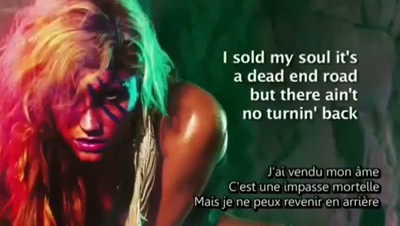 I sold my soul it's
a dead end road
but there ain't
no turnin' back
J'ai vendu mon âme
C'est une impasse mortelle
Mais je ne peux revenir en arrière